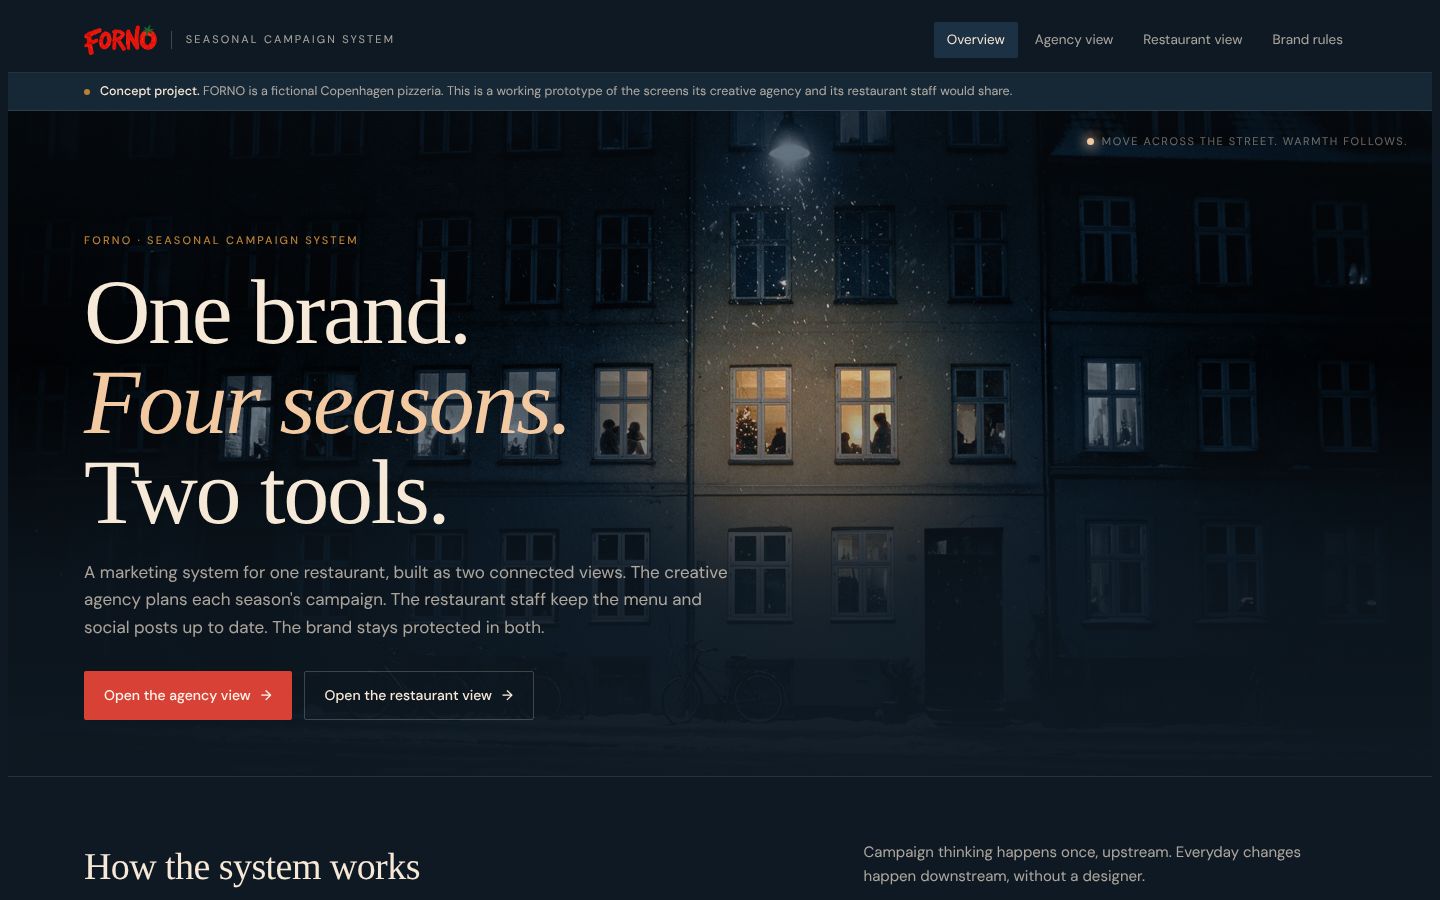 FORNO
SEASONAL CAMPAIGN SYSTEM
Overview
Agency view
Restaurant view
Brand rules
Concept project. FORNO is a fictional Copenhagen pizzeria. This is a working prototype of the screens its creative agency and its restaurant staff would share.
MOVE ACROSS THE STREET. WARMTH FOLLOWS.
FORNO · SEASONAL CAMPAIGN SYSTEM
One brand.
Four seasons.
Two tools.
A marketing system for one restaurant, built as two connected views. The creative
agency plans each season's campaign. The restaurant staff keep the menu and
social posts up to date. The brand stays protected in both.
Open the agency view →
Open the restaurant view →
How the system works
Campaign thinking happens once, upstream. Everyday changes
happen downstream, without a designer.